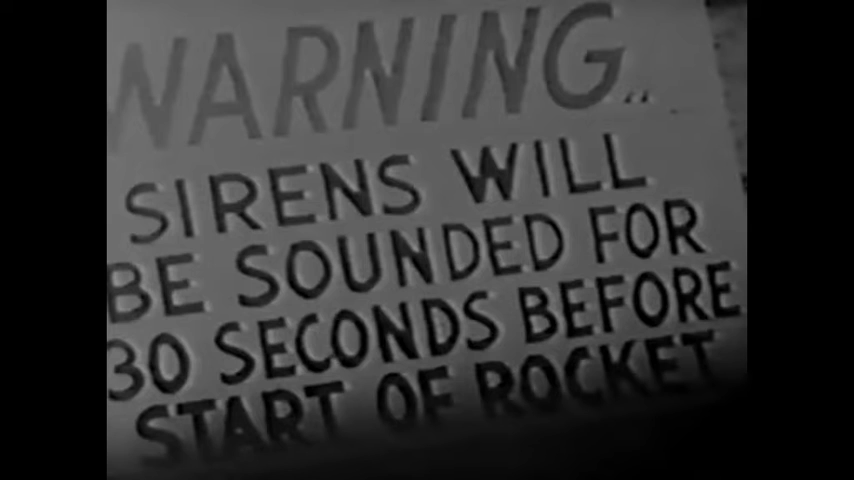 WARNING..
SIRENS WILL
BE SOUNDED FOR
30 SECONDS BEFORE
START OF ROCKET